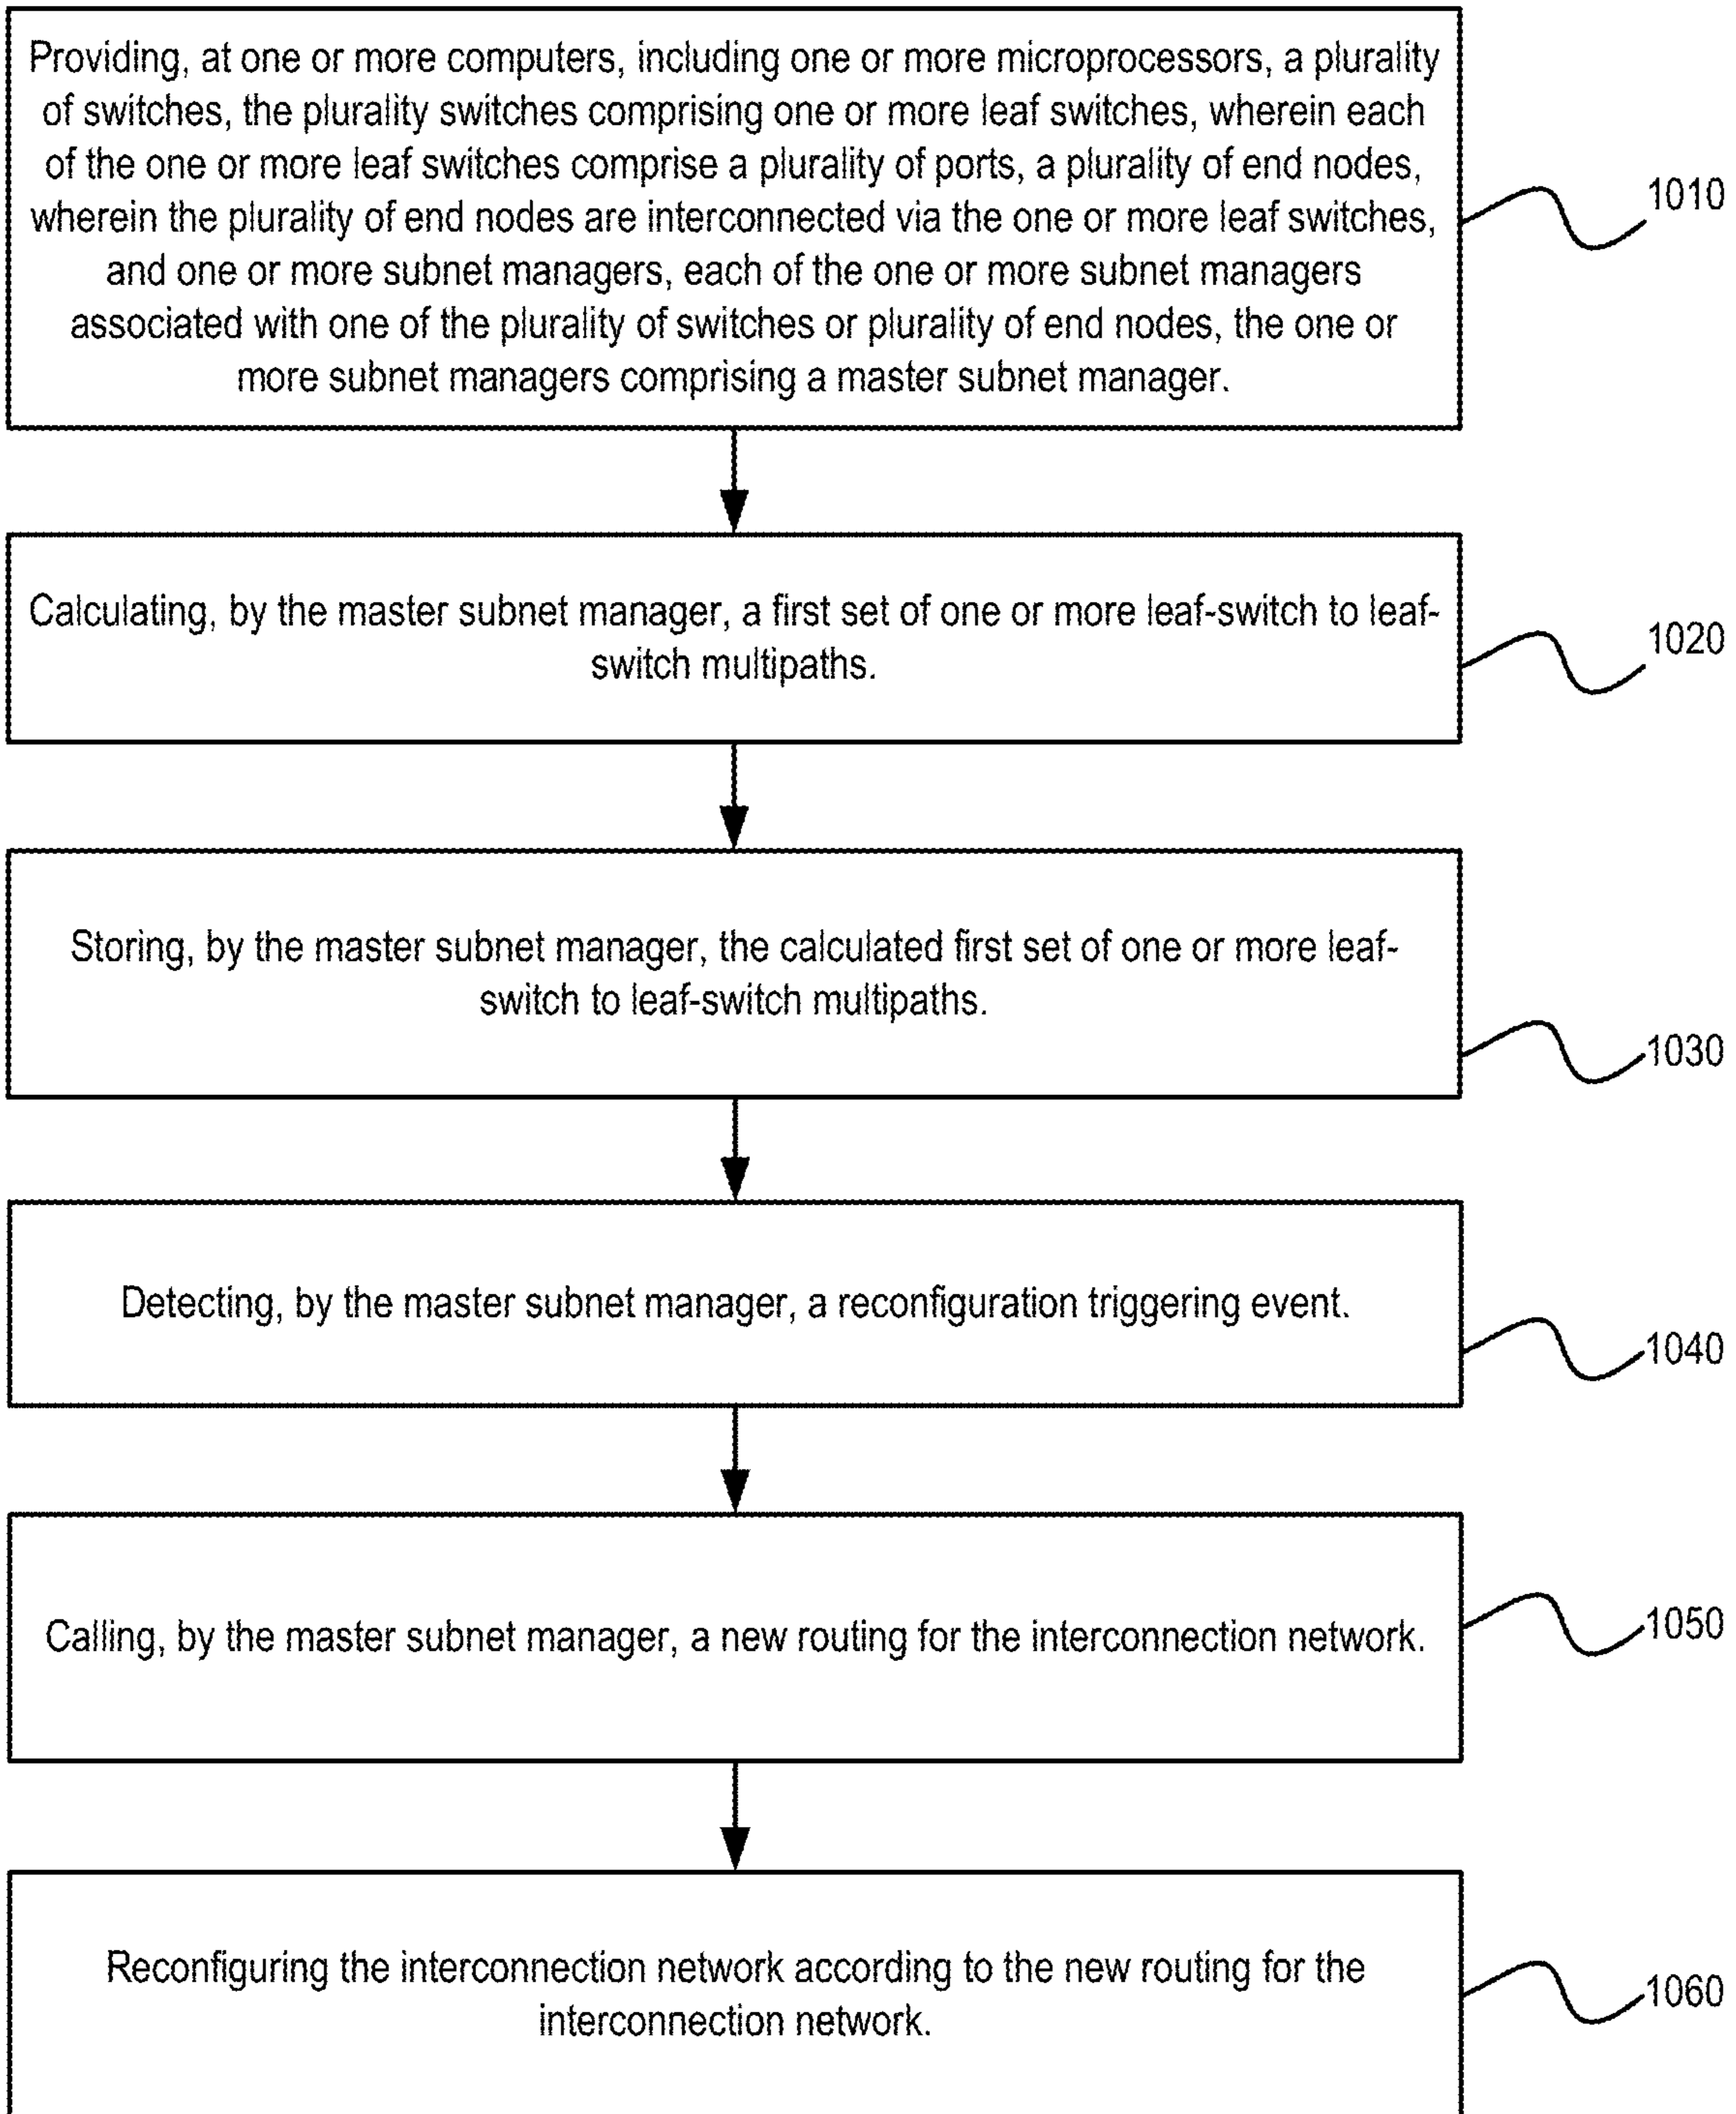 Providing, at one or more computers, including one or more microprocessors, a plurality
of switches, the plurality switches comprising one or more leaf switches, wherein each
of the one or more leaf switches comprise a plurality of ports, a plurality of end nodes,
wherein the plurality of end nodes are interconnected via the one or more leaf switches,
and one or more subnet managers, each of the one or more subnet managers
associated with one of the plurality of switches or plurality of end nodes, the one or
more subnet managers comprising a master subnet manager.
1010
Calculating, by the master subnet manager, a first set of one or more leaf-switch to leaf-
switch multipaths.
1020
Storing, by the master subnet manager, the calculated first set of one or more leaf-
switch to leaf-switch multipaths.
1030
Detecting, by the master subnet manager, a reconfiguration triggering event.
1040
Calling, by the master subnet manager, a new routing for the interconnection network.
1050
Reconfiguring the interconnection network according to the new routing for the
interconnection network.
1060